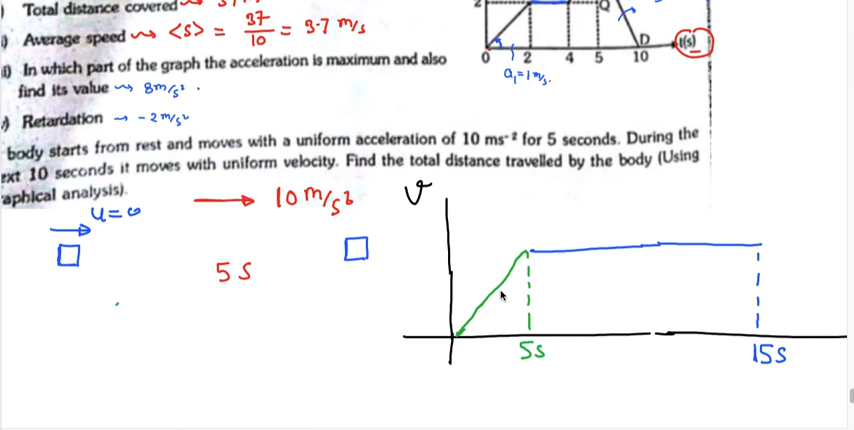 Total distance covered
Average speed <s> = 37/10 = 3.7 m/s
In which part of the graph the acceleration is maximum and also
find its value 8m/s².
Retardation → -2m/s²
2
Q
D
t(s)
0 2 4 5 10
a₁=1m/s.
body starts from rest and moves with a uniform acceleration of 10 ms⁻² for 5 seconds. During the
ext 10 seconds it moves with uniform velocity. Find the total distance travelled by the body (Using
aphical analysis).
u=0
10m/s²
v
5s
5s
15s